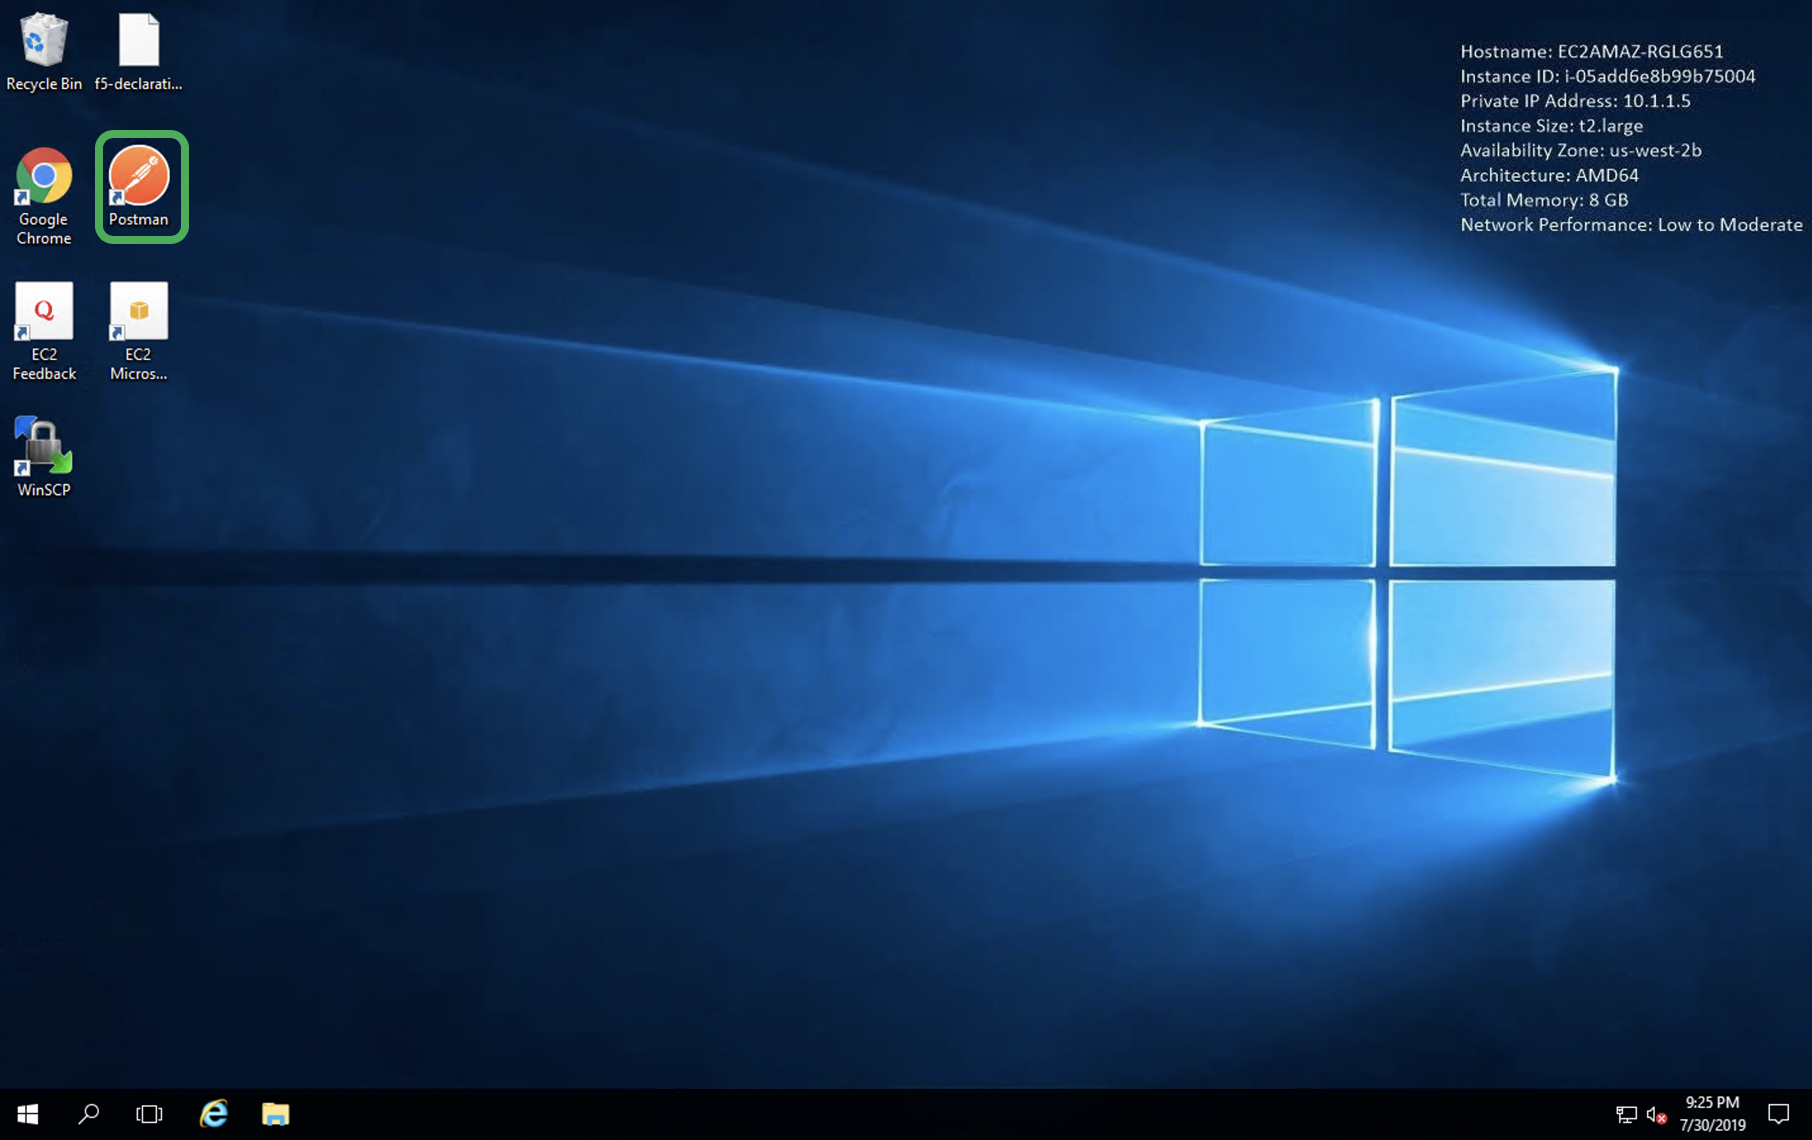 Recycle Bin
f5-declarati...
Google
Chrome
Postman
Q
EC2
Feedback
EC2
Micros...
WinSCP
Hostname: EC2AMAZ-RGLG651
Instance ID: i-05add6e8b99b75004
Private IP Address: 10.1.1.5
Instance Size: t2.large
Availability Zone: us-west-2b
Architecture: AMD64
Total Memory: 8 GB
Network Performance: Low to Moderate
9:25 PM
7/30/2019